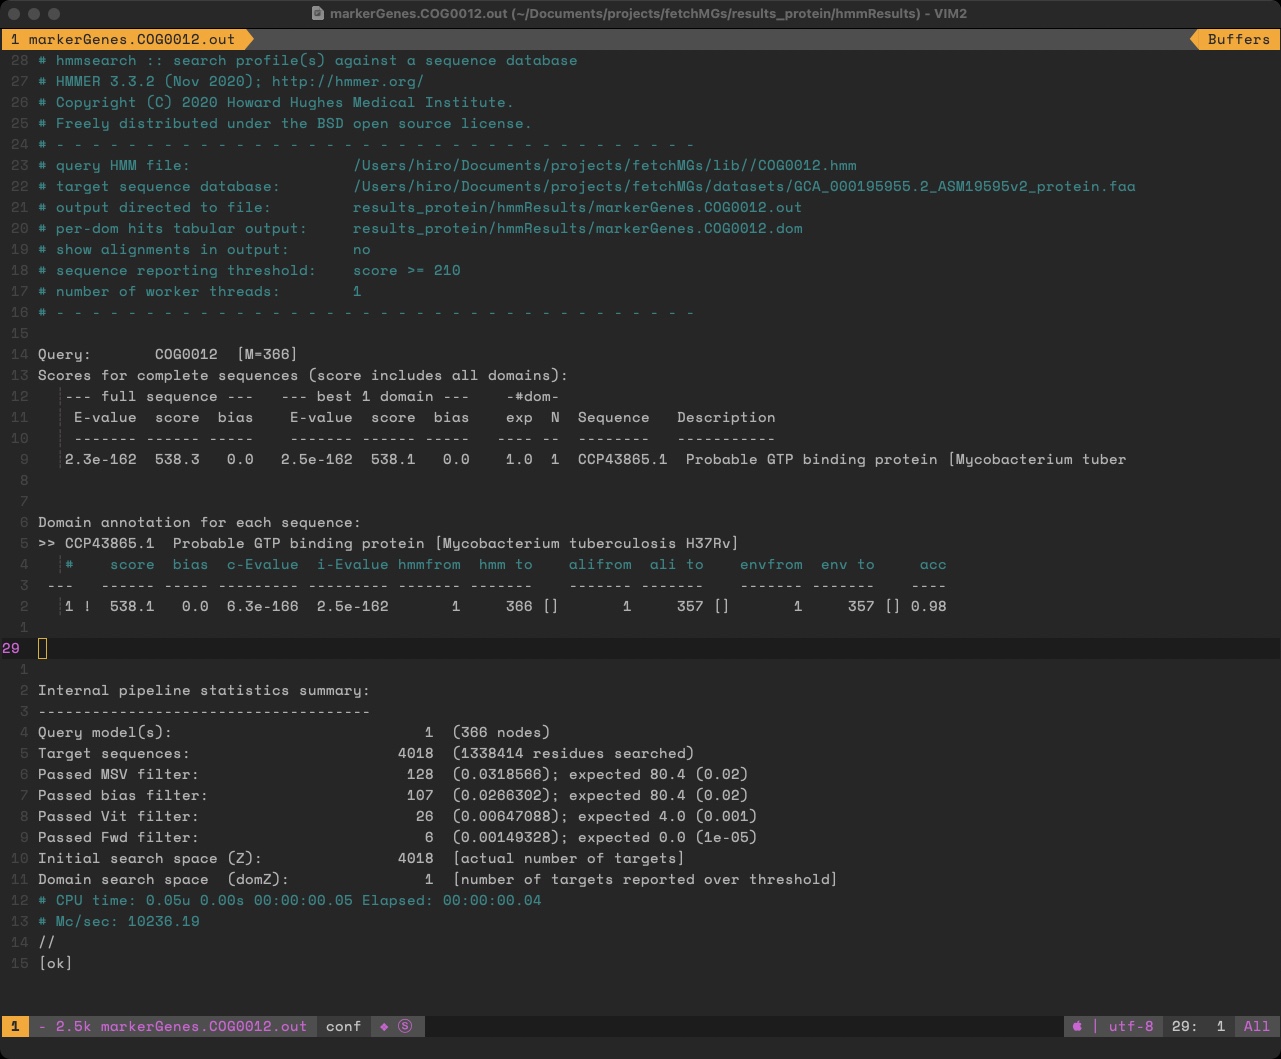 markerGenes.COG0012.out (~/Documents/projects/fetchMGs/results_protein/hmmResults) - VIM2
1 markerGenes.COG0012.out Buffers
28 # hmmsearch :: search profile(s) against a sequence database
27 # HMMER 3.3.2 (Nov 2020); http://hmmer.org/
26 # Copyright (C) 2020 Howard Hughes Medical Institute.
25 # Freely distributed under the BSD open source license.
24 # - - - - - - - - - - - - - - - - - - - - - - - - - - - - - - - - - - - -
23 # query HMM file:                  /Users/hiro/Documents/projects/fetchMGs/lib//COG0012.hmm
22 # target sequence database:        /Users/hiro/Documents/projects/fetchMGs/datasets/GCA_000195955.2_ASM19595v2_protein.faa
21 # output directed to file:         results_protein/hmmResults/markerGenes.COG0012.out
20 # per-dom hits tabular output:     results_protein/hmmResults/markerGenes.COG0012.dom
19 # show alignments in output:       no
18 # sequence reporting threshold:    score >= 210
17 # number of worker threads:        1
16 # - - - - - - - - - - - - - - - - - - - - - - - - - - - - - - - - - - - -
15
14 Query:       COG0012  [M=366]
13 Scores for complete sequences (score includes all domains):
12    --- full sequence ---   --- best 1 domain ---    -#dom-
11     E-value  score  bias    E-value  score  bias    exp  N  Sequence   Description
10     ------- ------ -----    ------- ------ -----   ---- --  --------   -----------
9    2.3e-162  538.3   0.0   2.5e-162  538.1   0.0    1.0  1  CCP43865.1  Probable GTP binding protein [Mycobacterium tuber
8
7
6 Domain annotation for each sequence:
5 >> CCP43865.1  Probable GTP binding protein [Mycobacterium tuberculosis H37Rv]
4    #    score  bias  c-Evalue  i-Evalue hmmfrom  hmm to    alifrom  ali to    envfrom  env to     acc
3  ---   ------ ----- --------- --------- ------- -------    ------- -------    ------- -------    ----
2    1 !  538.1   0.0  6.3e-166  2.5e-162       1     366 []       1     357 []       1     357 [] 0.98
1
29
1
2 Internal pipeline statistics summary:
3 -------------------------------------
4 Query model(s):                            1  (366 nodes)
5 Target sequences:                       4018  (1338414 residues searched)
6 Passed MSV filter:                       128  (0.0318566); expected 80.4 (0.02)
7 Passed bias filter:                      107  (0.0266302); expected 80.4 (0.02)
8 Passed Vit filter:                        26  (0.00647088); expected 4.0 (0.001)
9 Passed Fwd filter:                         6  (0.00149328); expected 0.0 (1e-05)
10 Initial search space (Z):               4018  [actual number of targets]
11 Domain search space  (domZ):               1  [number of targets reported over threshold]
12 # CPU time: 0.05u 0.00s 00:00:00.05 Elapsed: 00:00:00.04
13 # Mc/sec: 10236.19
14 //
15 [ok]
1 - 2.5k markerGenes.COG0012.out conf ❖ Ⓢ | utf-8 29: 1 All